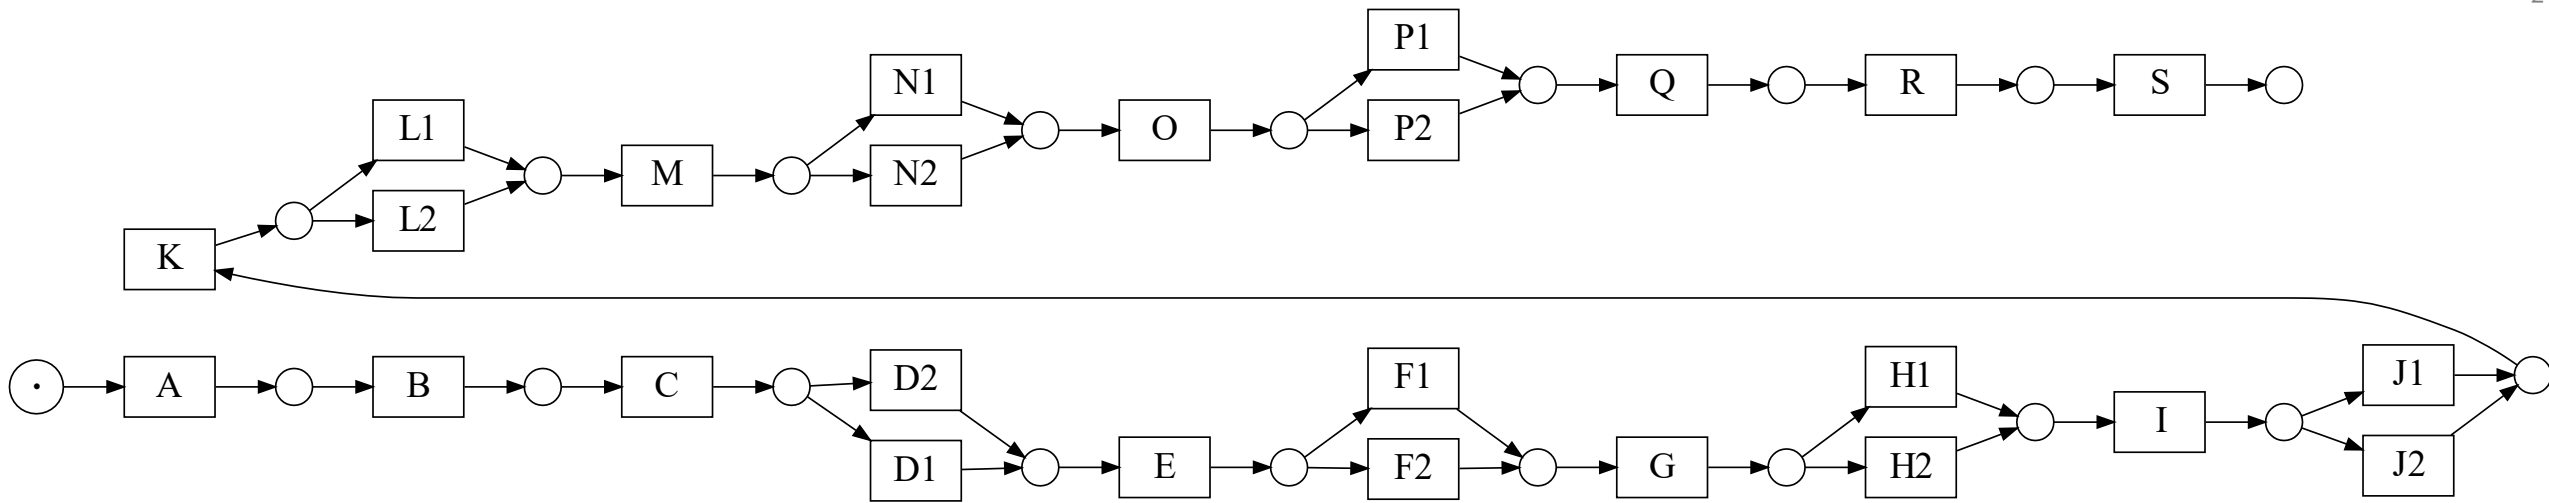 P1
N1 Q R S
L1 O P2
M N2
L2
K
A B C D2 F1 H1 J1
I
D1 E F2 G H2 J2